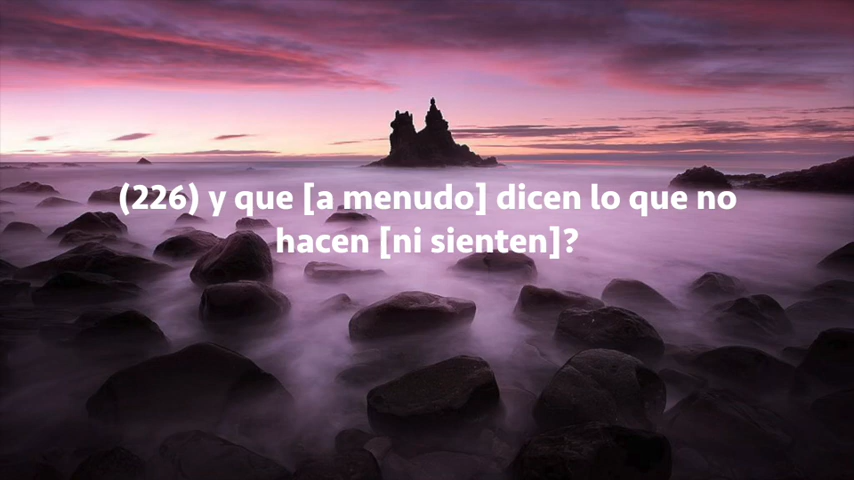 (226) y que [a menudo] dicen lo que no
hacen [ni sienten]?